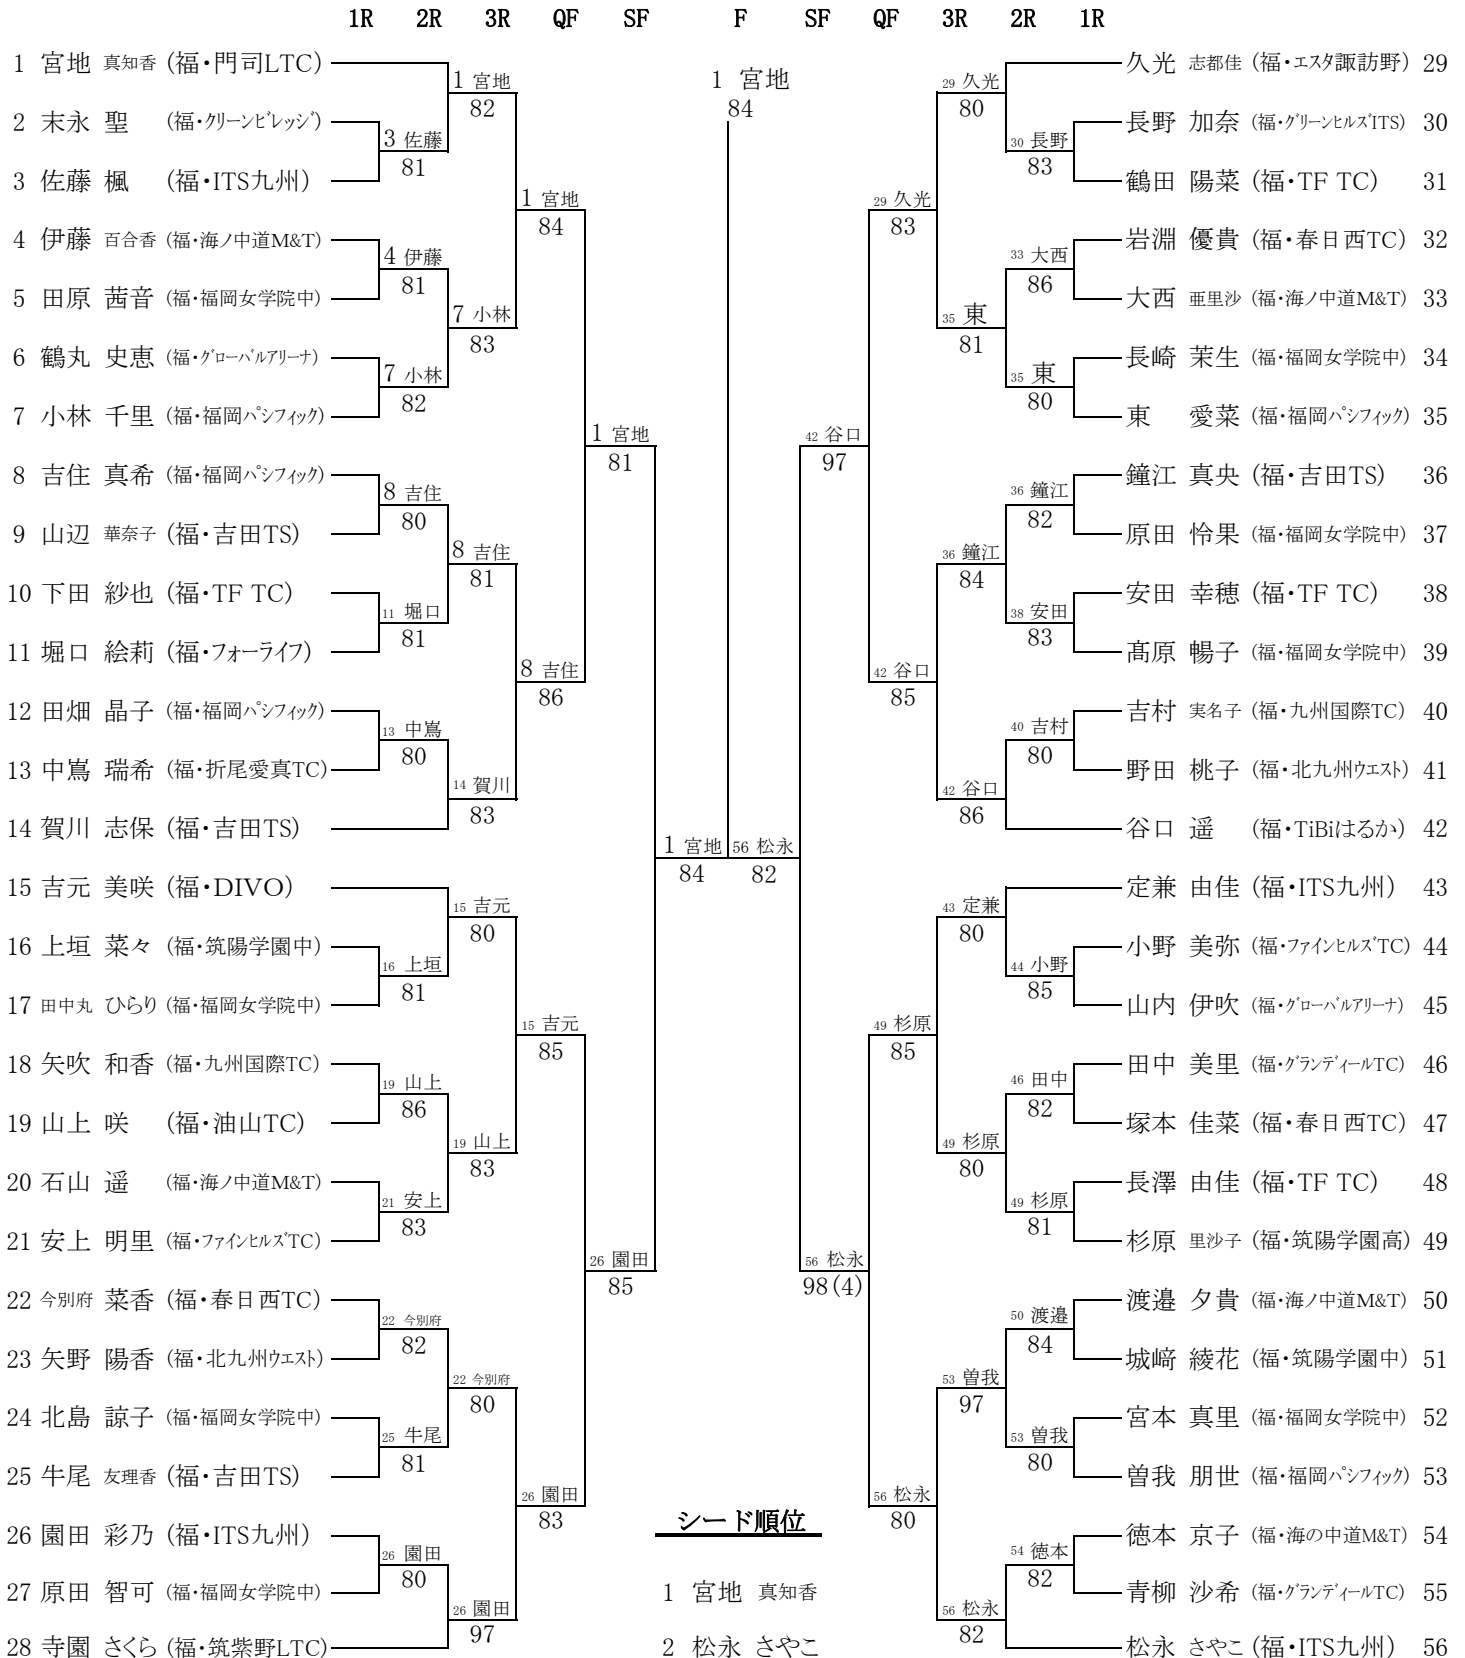 1R 2R 3R QF SF F SF QF 3R 2R 1R
1 宮地 真知香 (福・門司LTC)
2 末永 聖 (福・クリーンビレッジ)
3 佐藤 楓 (福・ITS九州)
4 伊藤 百合香 (福・海ノ中道M&T)
5 田原 茜音 (福・福岡女学院中)
6 鶴丸 史恵 (福・グローバルアリーナ)
7 小林 千里 (福・福岡パシフィック)
8 吉住 真希 (福・福岡パシフィック)
9 山辺 華奈子 (福・吉田TS)
10 下田 紗也 (福・TF TC)
11 堀口 絵莉 (福・フォーライフ)
12 田畑 晶子 (福・福岡パシフィック)
13 中嶌 瑞希 (福・折尾愛真TC)
14 賀川 志保 (福・吉田TS)
15 吉元 美咲 (福・DIVO)
16 上垣 菜々 (福・筑陽学園中)
17 田中丸 ひらり (福・福岡女学院中)
18 矢吹 和香 (福・九州国際TC)
19 山上 咲 (福・油山TC)
20 石山 遥 (福・海ノ中道M&T)
21 安上 明里 (福・ファインヒルズTC)
22 今別府 菜香 (福・春日西TC)
23 矢野 陽香 (福・北九州ウエスト)
24 北島 諒子 (福・福岡女学院中)
25 牛尾 友理香 (福・吉田TS)
26 園田 彩乃 (福・ITS九州)
27 原田 智可 (福・福岡女学院中)
28 寺園 さくら (福・筑紫野LTC)
3 佐藤
81
4 伊藤
81
7 小林
82
8 吉住
80
11 堀口
81
13 中嶌
80
16 上垣
81
19 山上
86
21 安上
83
22 今別府
82
25 牛尾
81
26 園田
80
1 宮地
82
7 小林
83
8 吉住
81
14 賀川
83
15 吉元
80
19 山上
83
22 今別府
80
26 園田
97
1 宮地
84
8 吉住
86
15 吉元
85
26 園田
83
1 宮地
81
26 園田
85
1 宮地
84
1 宮地
84
56 松永
82
42 谷口
97
56 松永
98(4)
29 久光
83
42 谷口
85
49 杉原
85
56 松永
80
29 久光
80
35 東
81
36 鐘江
84
42 谷口
86
43 定兼
80
49 杉原
80
53 曽我
97
56 松永
82
30 長野
83
33 大西
86
35 東
80
36 鐘江
82
38 安田
83
40 吉村
80
44 小野
85
46 田中
82
49 杉原
81
50 渡邉
84
53 曽我
80
54 徳本
82
久光 志都佳 (福・エスタ諏訪野) 29
長野 加奈 (福・グリーンヒルズITS) 30
鶴田 陽菜 (福・TF TC) 31
岩淵 優貴 (福・春日西TC) 32
大西 亜里沙 (福・海ノ中道M&T) 33
長崎 茉生 (福・福岡女学院中) 34
東 愛菜 (福・福岡パシフィック) 35
鐘江 真央 (福・吉田TS) 36
原田 怜果 (福・福岡女学院中) 37
安田 幸穂 (福・TF TC) 38
髙原 暢子 (福・福岡女学院中) 39
吉村 実名子 (福・九州国際TC) 40
野田 桃子 (福・北九州ウエスト) 41
谷口 遥 (福・TiBiはるか) 42
定兼 由佳 (福・ITS九州) 43
小野 美弥 (福・ファインヒルズTC) 44
山内 伊吹 (福・グローバルアリーナ) 45
田中 美里 (福・グランディールTC) 46
塚本 佳菜 (福・春日西TC) 47
長澤 由佳 (福・TF TC) 48
杉原 里沙子 (福・筑陽学園高) 49
渡邉 夕貴 (福・海ノ中道M&T) 50
城﨑 綾花 (福・筑陽学園中) 51
宮本 真里 (福・福岡女学院中) 52
曽我 朋世 (福・福岡パシフィック) 53
徳本 京子 (福・海の中道M&T) 54
青柳 沙希 (福・グランディールTC) 55
松永 さやこ (福・ITS九州) 56
シード順位
1 宮地 真知香
2 松永 さやこ